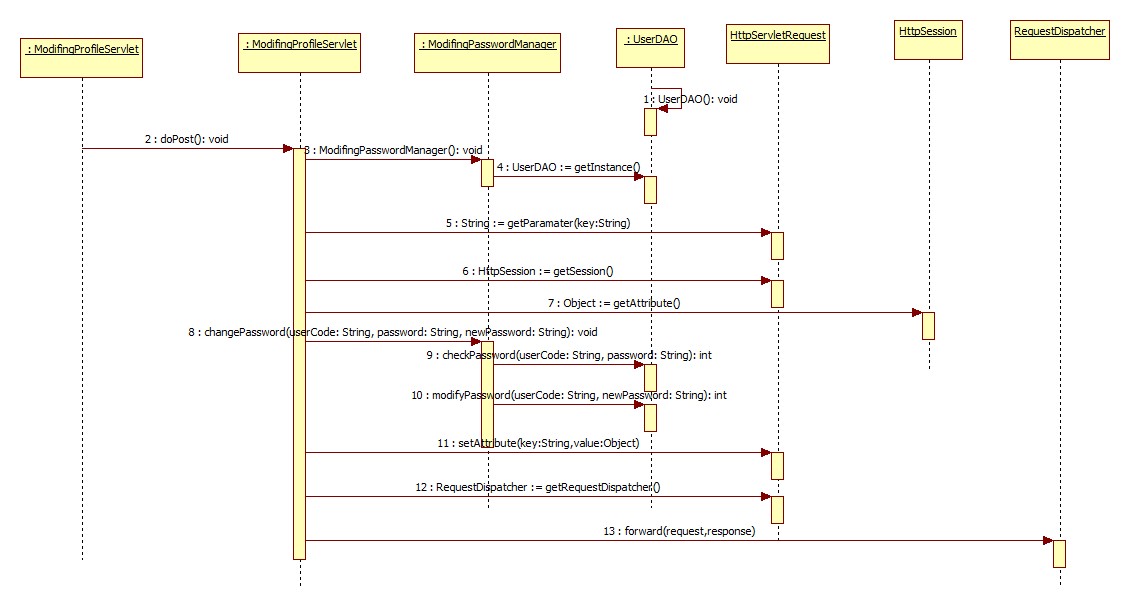 : ModifingProfileServlet
: ModifingProfileServlet
: ModifingPasswordManager
: UserDAO
HttpServletRequest
HttpSession
RequestDispatcher
1 : UserDAO(): void
2 : doPost(): void
3 : ModifingPasswordManager(): void
4 : UserDAO := getInstance()
5 : String := getParamater(key:String)
6 : HttpSession := getSession()
7 : Object := getAttribute()
8 : changePassword(userCode: String, password: String, newPassword: String): void
9 : checkPassword(userCode: String, password: String): int
10 : modifyPassword(userCode: String, newPassword: String): int
11 : setAttribute(key:String,value:Object)
12 : RequestDispatcher := getRequestDispatcher()
13 : forward(request,response)